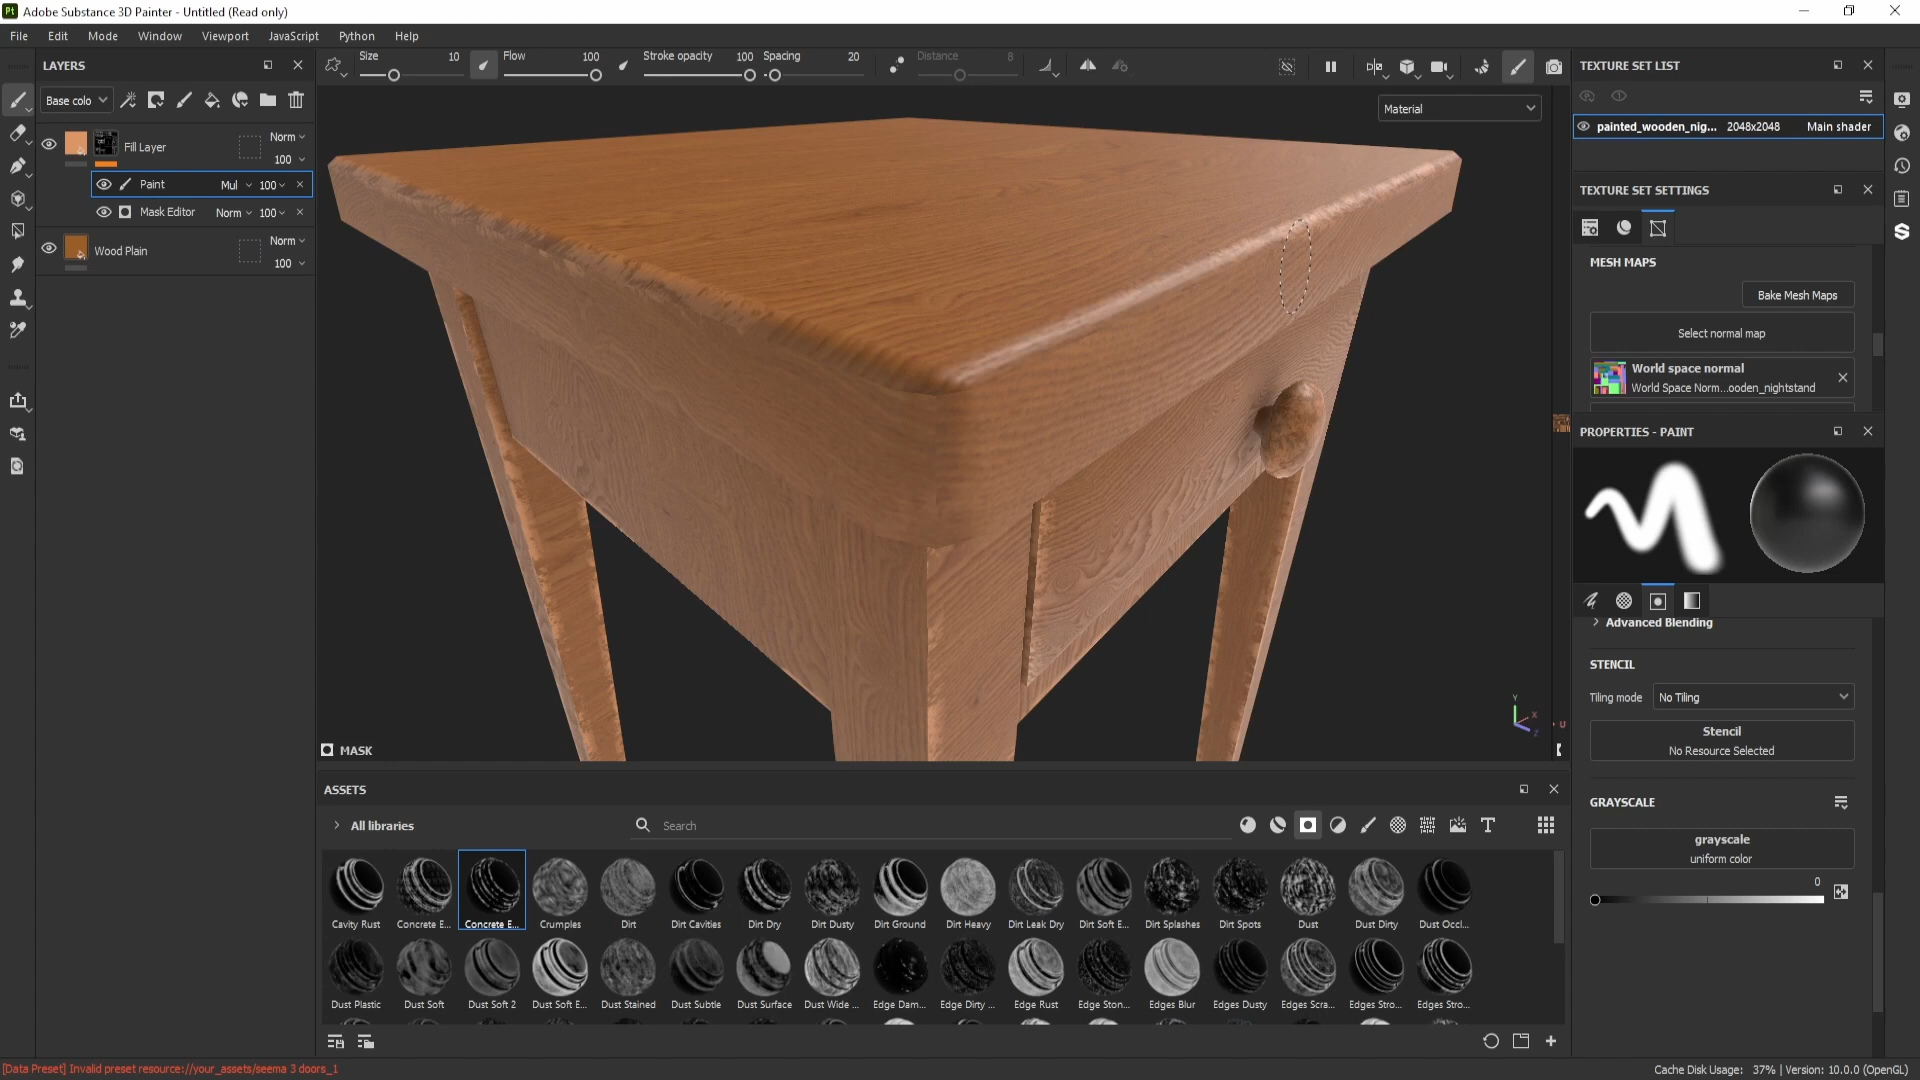 Pt Adobe Substance 3D Painter - Untitled (Read only)
File Edit Mode Window Viewport JavaScript Python Help
LAYERS
Size 10 Flow 100 Stroke opacity 100 Spacing 20 Distance 8
TEXTURE SET LIST
Base colo
Material
painted_wooden_nig... 2048x2048 Main shader
Norm
Fill Layer
100
Paint Mul 100
Mask Editor Norm 100
Norm
Wood Plain
100
TEXTURE SET SETTINGS
MESH MAPS
Bake Mesh Maps
Select normal map
World space normal
World Space Norm...ooden_nightstand
PROPERTIES - PAINT
Advanced Blending
STENCIL
Tiling mode No Tiling
Stencil
No Resource Selected
Y
X
Z
U
MASK
GRAYSCALE
grayscale
uniform color
0
ASSETS
All libraries
Search
Cavity Rust Concrete E... Concrete E... Crumples Dirt Dirt Cavities Dirt Dry Dirt Dusty Dirt Ground Dirt Heavy Dirt Leak Dry Dirt Soft E... Dirt Splashes Dirt Spots Dust Dust Dirty Dust Occl...
Dust Plastic Dust Soft Dust Soft 2 Dust Soft E... Dust Stained Dust Subtle Dust Surface Dust Wide ... Edge Dam... Edge Dirty ... Edge Rust Edge Ston... Edges Blur Edges Dusty Edges Scra... Edges Stro... Edges Stro...
[Data Preset] Invalid preset resource://your_assets/seema 3 doors_1
Cache Disk Usage: 37% | Version: 10.0.0 (OpenGL)